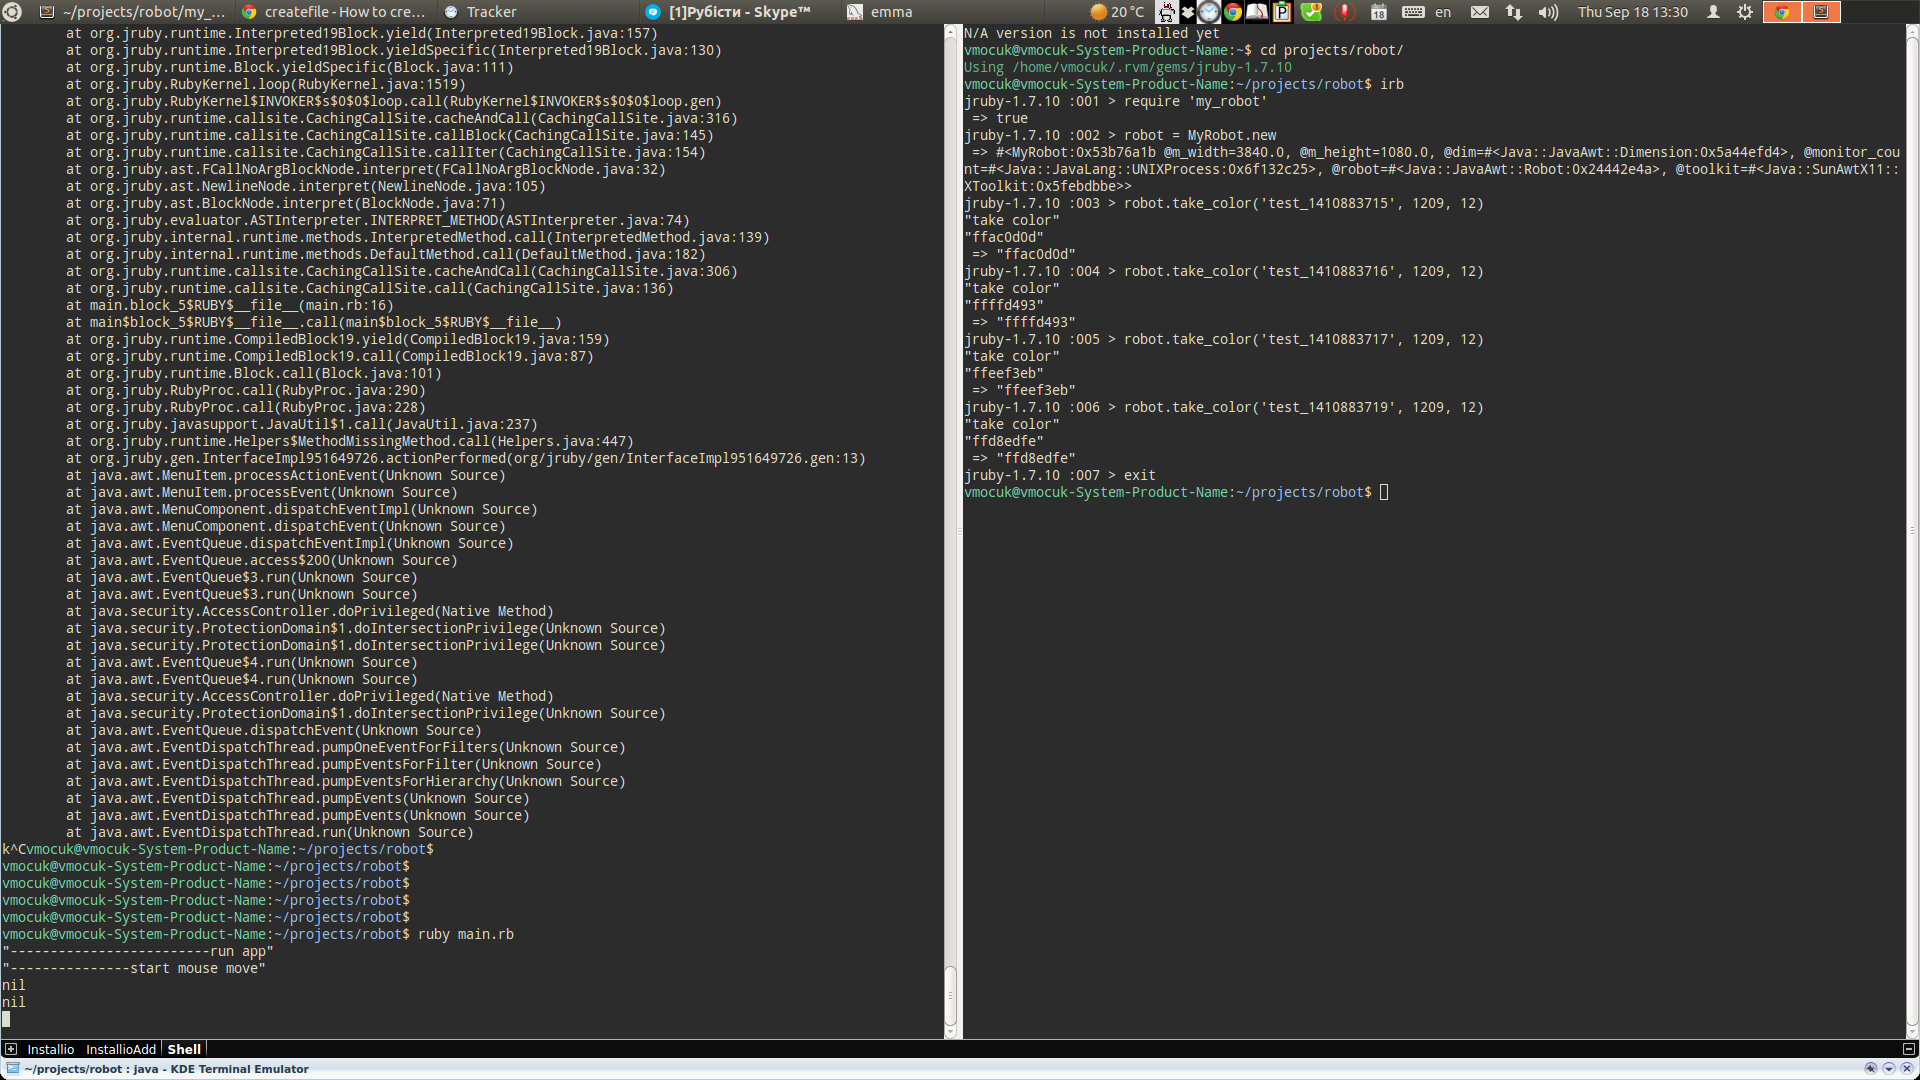 ~/projects/robot/my_...
createfile - How to cre...
Tracker
[1]Рубісти - Skype™
emma
20 °C
18
en
Thu Sep 18 13:30
at org.jruby.runtime.Interpreted19Block.yield(Interpreted19Block.java:157)
at org.jruby.runtime.Interpreted19Block.yieldSpecific(Interpreted19Block.java:130)
at org.jruby.runtime.Block.yieldSpecific(Block.java:111)
at org.jruby.RubyKernel.loop(RubyKernel.java:1519)
at org.jruby.RubyKernel$INVOKER$s$0$0$loop.call(RubyKernel$INVOKER$s$0$0$loop.gen)
at org.jruby.runtime.callsite.CachingCallSite.cacheAndCall(CachingCallSite.java:316)
at org.jruby.runtime.callsite.CachingCallSite.callBlock(CachingCallSite.java:145)
at org.jruby.runtime.callsite.CachingCallSite.callIter(CachingCallSite.java:154)
at org.jruby.ast.FCallNoArgBlockNode.interpret(FCallNoArgBlockNode.java:32)
at org.jruby.ast.NewlineNode.interpret(NewlineNode.java:105)
at org.jruby.ast.BlockNode.interpret(BlockNode.java:71)
at org.jruby.evaluator.ASTInterpreter.INTERPRET_METHOD(ASTInterpreter.java:74)
at org.jruby.internal.runtime.methods.InterpretedMethod.call(InterpretedMethod.java:139)
at org.jruby.internal.runtime.methods.DefaultMethod.call(DefaultMethod.java:182)
at org.jruby.runtime.callsite.CachingCallSite.cacheAndCall(CachingCallSite.java:306)
at org.jruby.runtime.callsite.CachingCallSite.call(CachingCallSite.java:136)
at main.block_5$RUBY$__file__(main.rb:16)
at main$block_5$RUBY$__file__.call(main$block_5$RUBY$__file__)
at org.jruby.runtime.CompiledBlock19.yield(CompiledBlock19.java:159)
at org.jruby.runtime.CompiledBlock19.call(CompiledBlock19.java:87)
at org.jruby.runtime.Block.call(Block.java:101)
at org.jruby.RubyProc.call(RubyProc.java:290)
at org.jruby.RubyProc.call(RubyProc.java:228)
at org.jruby.javasupport.JavaUtil$1.call(JavaUtil.java:237)
at org.jruby.runtime.Helpers$MethodMissingMethod.call(Helpers.java:447)
at org.jruby.gen.InterfaceImpl951649726.actionPerformed(org/jruby/gen/InterfaceImpl951649726.gen:13)
at java.awt.MenuItem.processActionEvent(Unknown Source)
at java.awt.MenuItem.processEvent(Unknown Source)
at java.awt.MenuComponent.dispatchEventImpl(Unknown Source)
at java.awt.MenuComponent.dispatchEvent(Unknown Source)
at java.awt.EventQueue.dispatchEventImpl(Unknown Source)
at java.awt.EventQueue.access$200(Unknown Source)
at java.awt.EventQueue$3.run(Unknown Source)
at java.awt.EventQueue$3.run(Unknown Source)
at java.security.AccessController.doPrivileged(Native Method)
at java.security.ProtectionDomain$1.doIntersectionPrivilege(Unknown Source)
at java.security.ProtectionDomain$1.doIntersectionPrivilege(Unknown Source)
at java.awt.EventQueue$4.run(Unknown Source)
at java.awt.EventQueue$4.run(Unknown Source)
at java.security.AccessController.doPrivileged(Native Method)
at java.security.ProtectionDomain$1.doIntersectionPrivilege(Unknown Source)
at java.awt.EventQueue.dispatchEvent(Unknown Source)
at java.awt.EventDispatchThread.pumpOneEventForFilters(Unknown Source)
at java.awt.EventDispatchThread.pumpEventsForFilter(Unknown Source)
at java.awt.EventDispatchThread.pumpEventsForHierarchy(Unknown Source)
at java.awt.EventDispatchThread.pumpEvents(Unknown Source)
at java.awt.EventDispatchThread.pumpEvents(Unknown Source)
at java.awt.EventDispatchThread.run(Unknown Source)
k^Cvmocuk@vmocuk-System-Product-Name:~/projects/robot$
vmocuk@vmocuk-System-Product-Name:~/projects/robot$
vmocuk@vmocuk-System-Product-Name:~/projects/robot$
vmocuk@vmocuk-System-Product-Name:~/projects/robot$
vmocuk@vmocuk-System-Product-Name:~/projects/robot$
vmocuk@vmocuk-System-Product-Name:~/projects/robot$ ruby main.rb
"-------------------------run app"
"---------------start mouse move"
nil
nil
N/A version is not installed yet
vmocuk@vmocuk-System-Product-Name:~$ cd projects/robot/
Using /home/vmocuk/.rvm/gems/jruby-1.7.10
vmocuk@vmocuk-System-Product-Name:~/projects/robot$ irb
jruby-1.7.10 :001 > require 'my_robot'
=> true
jruby-1.7.10 :002 > robot = MyRobot.new
=> #<MyRobot:0x53b76a1b @m_width=3840.0, @m_height=1080.0, @dim=#<Java::JavaAwt::Dimension:0x5a44efd4>, @monitor_cou
nt=#<Java::JavaLang::UNIXProcess:0x6f132c25>, @robot=#<Java::JavaAwt::Robot:0x24442e4a>, @toolkit=#<Java::SunAwtX11::
XToolkit:0x5febdbbe>>
jruby-1.7.10 :003 > robot.take_color('test_1410883715', 1209, 12)
"take color"
"ffac0d0d"
=> "ffac0d0d"
jruby-1.7.10 :004 > robot.take_color('test_1410883716', 1209, 12)
"take color"
"ffffd493"
=> "ffffd493"
jruby-1.7.10 :005 > robot.take_color('test_1410883717', 1209, 12)
"take color"
"ffeef3eb"
=> "ffeef3eb"
jruby-1.7.10 :006 > robot.take_color('test_1410883719', 1209, 12)
"take color"
"ffd8edfe"
=> "ffd8edfe"
jruby-1.7.10 :007 > exit
vmocuk@vmocuk-System-Product-Name:~/projects/robot$
Installio
InstallioAdd
Shell
~/projects/robot : java - KDE Terminal Emulator